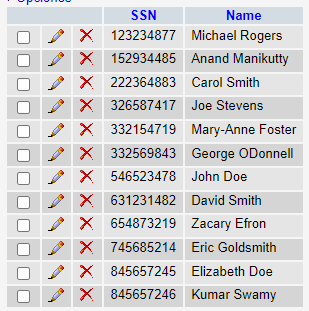 Opciones
SSN Name
123234877 Michael Rogers
152934485 Anand Manikutty
222364883 Carol Smith
326587417 Joe Stevens
332154719 Mary-Anne Foster
332569843 George ODonnell
546523478 John Doe
631231482 David Smith
654873219 Zacary Efron
745685214 Eric Goldsmith
845657245 Elizabeth Doe
845657246 Kumar Swamy